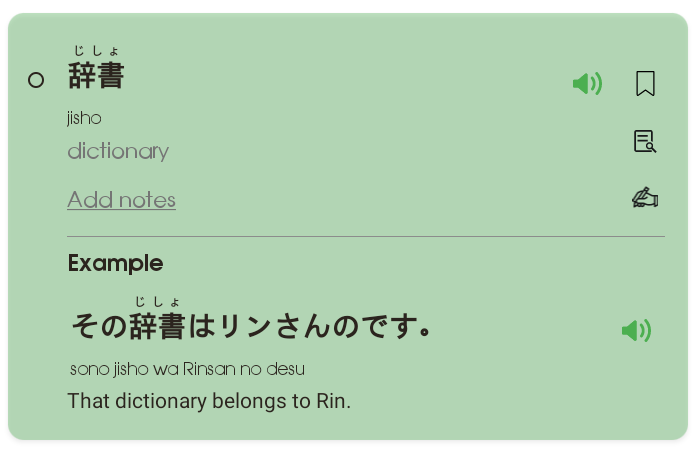 じしょ
辞書
jisho
dictionary
Add notes
Example
じしょ
その辞書はリンさんのです。
sono jisho wa Rinsan no desu
That dictionary belongs to Rin.